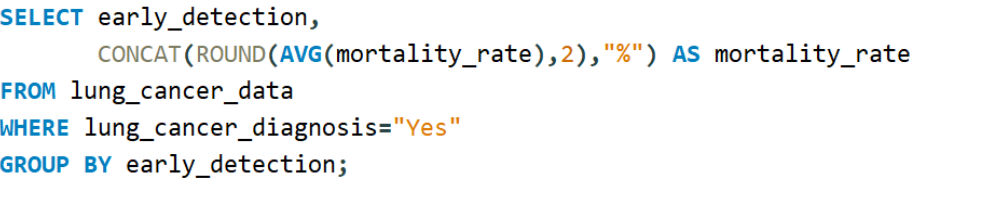 SELECT early_detection,
       CONCAT(ROUND(AVG(mortality_rate),2),"%") AS mortality_rate
FROM lung_cancer_data
WHERE lung_cancer_diagnosis="Yes"
GROUP BY early_detection;